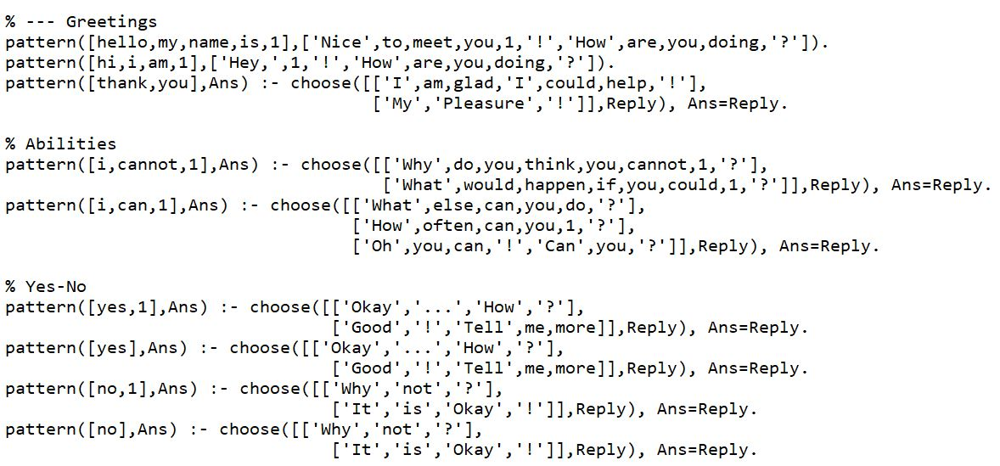 % --- Greetings
pattern([hello,my,name,is,1],['Nice',to,meet,you,1,'!','How',are,you,doing,'?']).
pattern([hi,i,am,1],['Hey,',1,'!','How',are,you,doing,'?']).
pattern([thank,you],Ans) :- choose([['I',am,glad,'I',could,help,'!'],
['My','Pleasure','!']],Reply), Ans=Reply.
% Abilities
pattern([i,cannot,1],Ans) :- choose([['Why',do,you,think,you,cannot,1,'?'],
['What',would,happen,if,you,could,1,'?']],Reply), Ans=Reply.
pattern([i,can,1],Ans) :- choose([['What',else,can,you,do,'?'],
['How',often,can,you,1,'?'],
['Oh',you,can,'!','Can',you,'?']],Reply), Ans=Reply.
% Yes-No
pattern([yes,1],Ans) :- choose([['Okay','...','How','?'],
['Good','!','Tell',me,more]],Reply), Ans=Reply.
pattern([yes],Ans) :- choose([['Okay','...','How','?'],
['Good','!','Tell',me,more]],Reply), Ans=Reply.
pattern([no,1],Ans) :- choose([['Why','not','?'],
['It','is','Okay','!']],Reply), Ans=Reply.
pattern([no],Ans) :- choose([['Why','not','?'],
['It','is','Okay','!']],Reply), Ans=Reply.